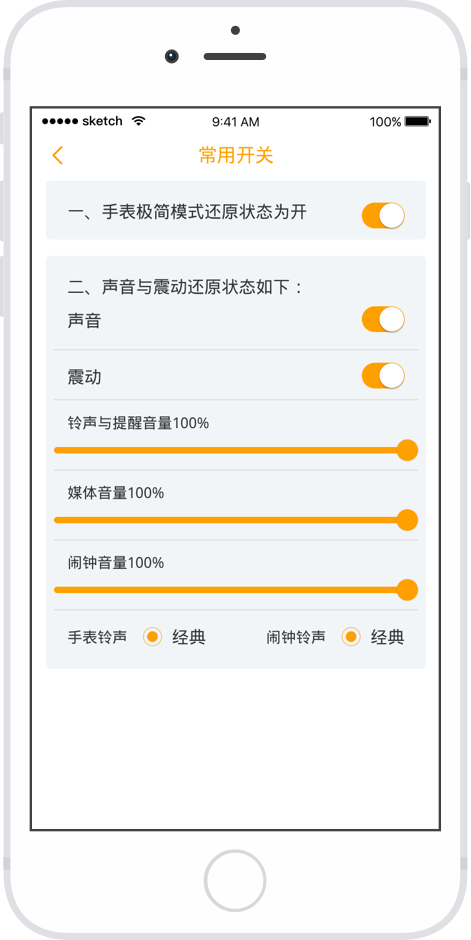 ●●●●● sketch 9:41 AM 100%
常用开关
一、手表极简模式还原状态为开
二、声音与震动还原状态如下：
声音
震动
铃声与提醒音量100%
媒体音量100%
闹钟音量100%
手表铃声 经典 闹钟铃声 经典